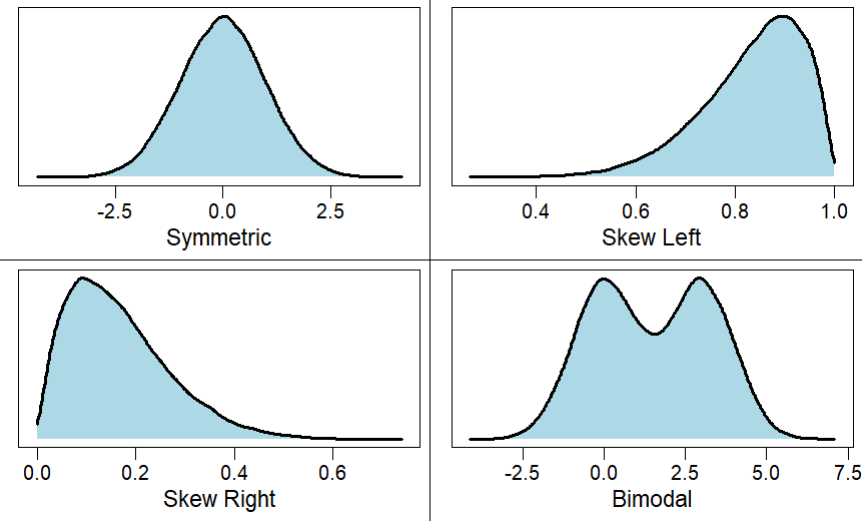 -2.5 0.0 2.5
Symmetric
0.4 0.6 0.8 1.0
Skew Left
0.0 0.2 0.4 0.6
Skew Right
-2.5 0.0 2.5 5.0 7.5
Bimodal